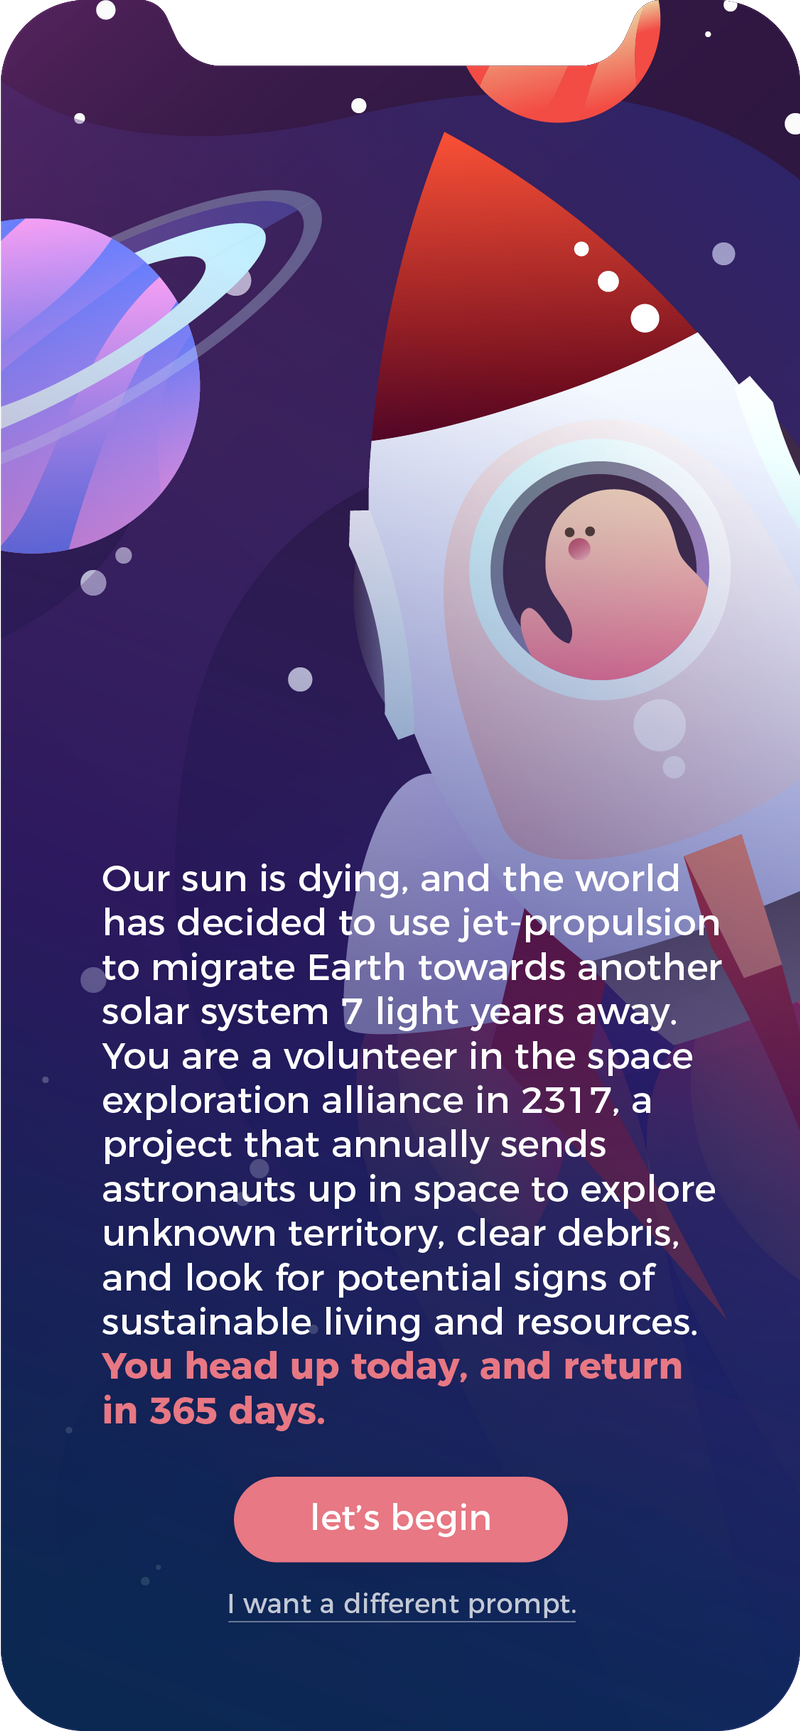 Our sun is dying, and the world
has decided to use jet-propulsion
to migrate Earth towards another
solar system 7 light years away.
You are a volunteer in the space
exploration alliance in 2317, a
project that annually sends
astronauts up in space to explore
unknown territory, clear debris,
and look for potential signs of
sustainable living and resources.
You head up today, and return
in 365 days.
let’s begin
I want a different prompt.